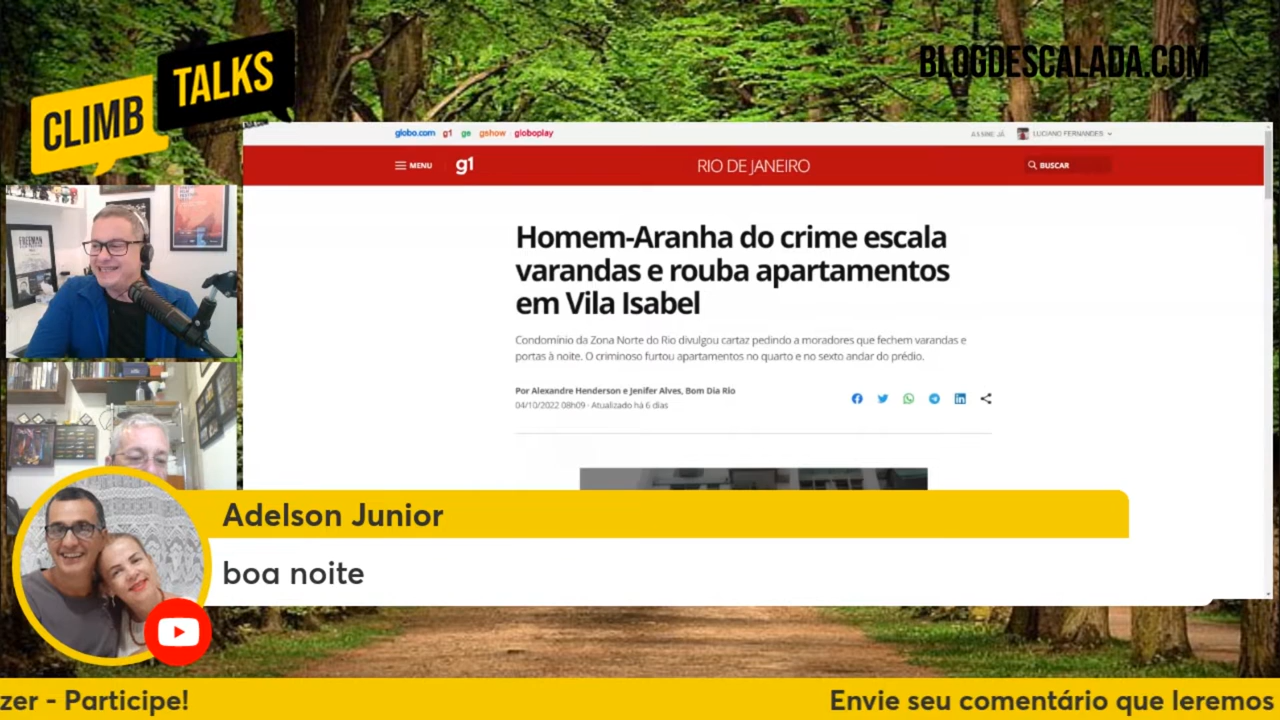 CLIMB
TALKS
BLOGDESCALADA.COM
globo.com g1 ge gshow globoplay
ASSINE JÁ
LUCIANO FERNANDES
MENU
g1
RIO DE JANEIRO
BUSCAR
Homem-Aranha do crime escala
varandas e rouba apartamentos
em Vila Isabel
Condomínio da Zona Norte do Rio divulgou cartaz pedindo a moradores que fechem varandas e
portas à noite. O criminoso furtou apartamentos no quarto e no sexto andar do prédio.
Por Alexandre Henderson e Jenifer Alves, Bom Dia Rio
04/10/2022 08h09 · Atualizado há 6 dias
FREEMAN
Adelson Junior
boa noite
zer - Participe!
Envie seu comentário que leremos